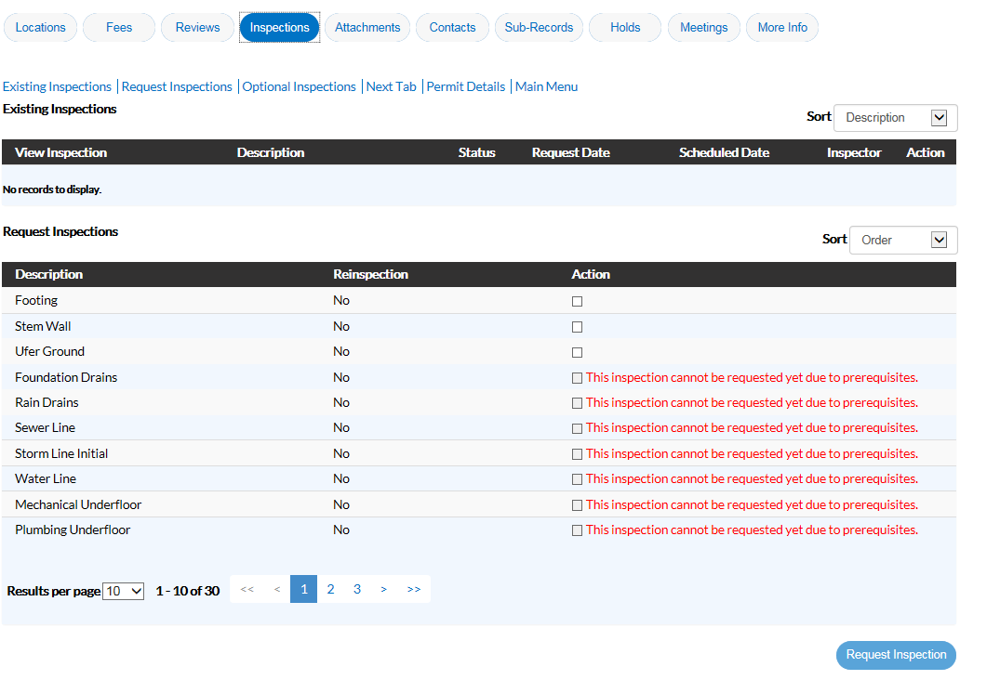 Locations Fees Reviews Inspections Attachments Contacts Sub-Records Holds Meetings More Info
Existing Inspections | Request Inspections | Optional Inspections | Next Tab | Permit Details | Main Menu
Existing Inspections
Sort Description
View Inspection Description Status Request Date Scheduled Date Inspector Action
No records to display.
Request Inspections
Sort Order
Description Reinspection Action
Footing No
Stem Wall No
Ufer Ground No
Foundation Drains No This inspection cannot be requested yet due to prerequisites.
Rain Drains No This inspection cannot be requested yet due to prerequisites.
Sewer Line No This inspection cannot be requested yet due to prerequisites.
Storm Line Initial No This inspection cannot be requested yet due to prerequisites.
Water Line No This inspection cannot be requested yet due to prerequisites.
Mechanical Underfloor No This inspection cannot be requested yet due to prerequisites.
Plumbing Underfloor No This inspection cannot be requested yet due to prerequisites.
Results per page 10 1 - 10 of 30 << < 1 2 3 > >>
Request Inspection